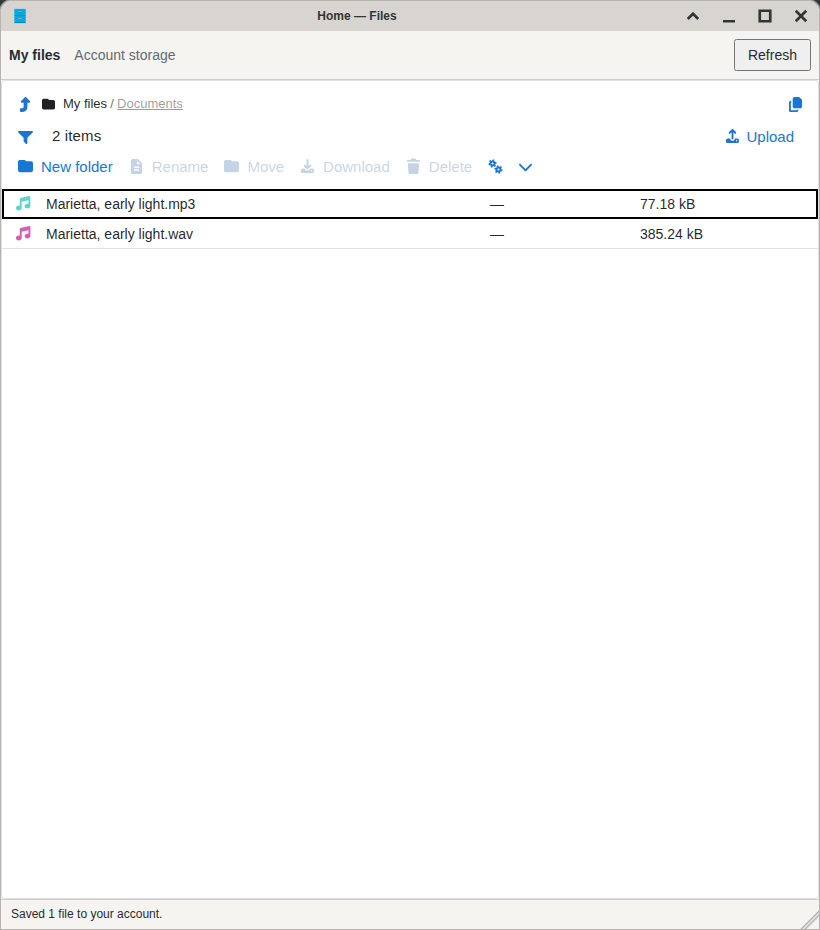 Home — Files
My files Account storage Refresh
My files / Documents
2 items Upload
New folder Rename Move Download Delete
Marietta, early light.mp3 — 77.18 kB
Marietta, early light.wav — 385.24 kB
Saved 1 file to your account.